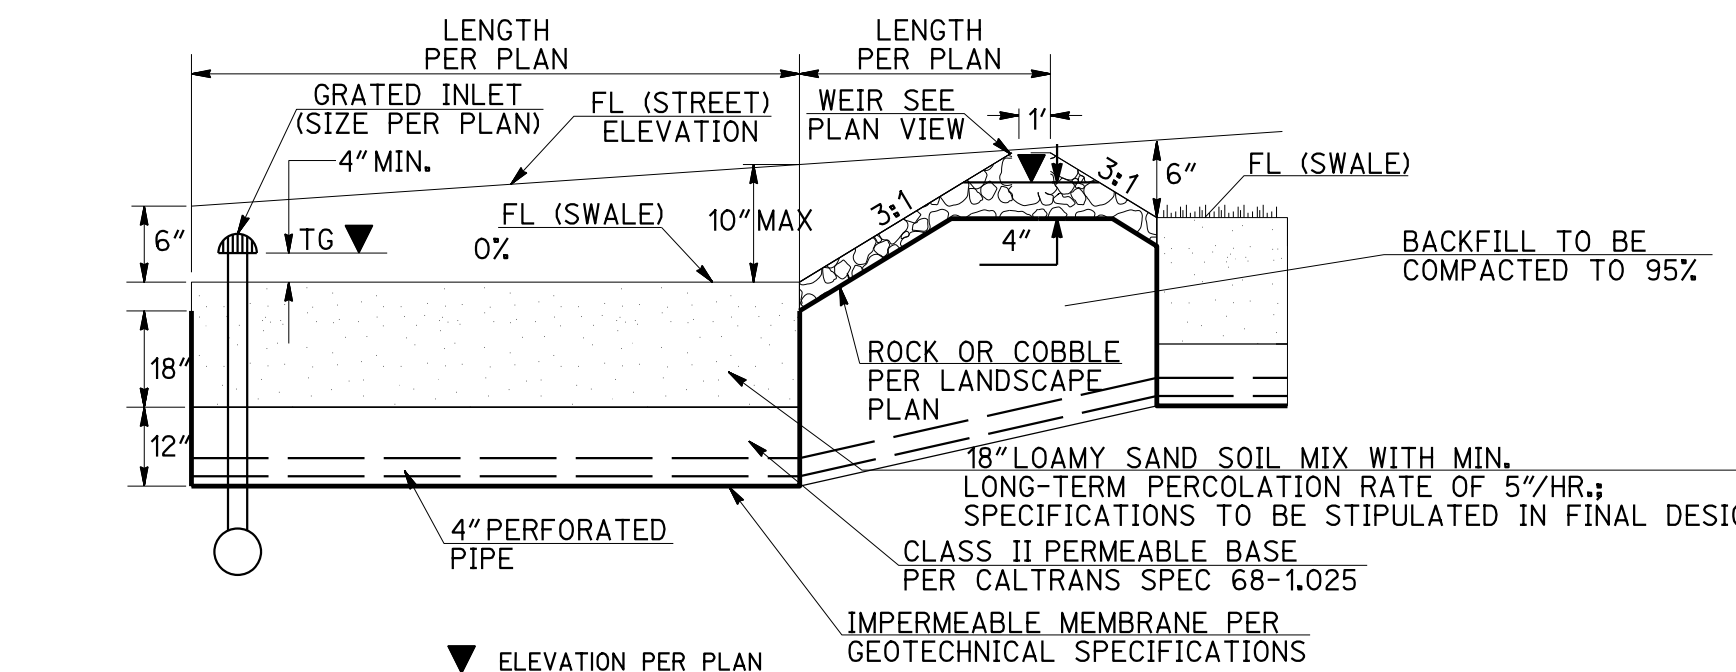 LENGTH
PER PLAN
LENGTH
PER PLAN
GRATED INLET
(SIZE PER PLAN)
FL (STREET)
ELEVATION
WEIR SEE
PLAN VIEW
1'
4" MIN.
3:1
3:1
6"
FL (SWALE)
6"
TG
FL (SWALE)
0%
10" MAX
4"
BACKFILL TO BE
COMPACTED TO 95%
18"
ROCK OR COBBLE
PER LANDSCAPE
PLAN
12"
18" LOAMY SAND SOIL MIX WITH MIN.
LONG-TERM PERCOLATION RATE OF 5"/HR.;
SPECIFICATIONS TO BE STIPULATED IN FINAL
4" PERFORATED
PIPE
CLASS II PERMEABLE BASE
PER CALTRANS SPEC 68-1.025
IMPERMEABLE MEMBRANE PER
GEOTECHNICAL SPECIFICATIONS
ELEVATION PER PLAN